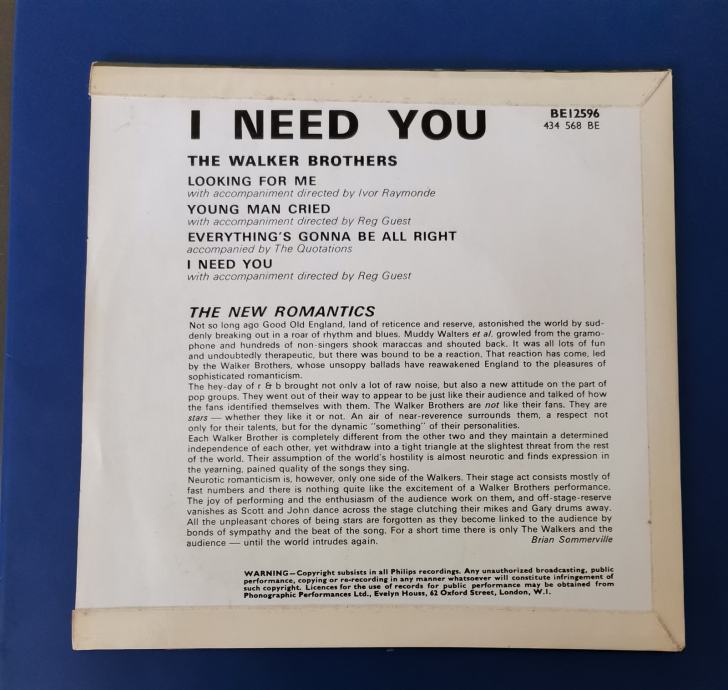 I NEED YOU
BE12596
434 568 BE
THE WALKER BROTHERS
LOOKING FOR ME
with accompaniment directed by Ivor Raymonde
YOUNG MAN CRIED
with accompaniment directed by Reg Guest
EVERYTHING'S GONNA BE ALL RIGHT
accompanied by The Quotations
I NEED YOU
with accompaniment directed by Reg Guest
THE NEW ROMANTICS
Not so long ago Good Old England, land of reticence and reserve, astonished the world by sud-
denly breaking out in a roar of rhythm and blues. Muddy Walters et al. growled from the gramo-
phone and hundreds of non-singers shook maraccas and shouted back. It was all lots of fun
and undoubtedly therapeutic, but there was bound to be a reaction. That reaction has come, led
by the Walker Brothers, whose unsoppy ballads have reawakened England to the pleasures of
sophisticated romanticism.
The hey-day of r & b brought not only a lot of raw noise, but also a new attitude on the part of
pop groups. They went out of their way to appear to be just like their audience and talked of how
the fans identified themselves with them. The Walker Brothers are not like their fans. They are
stars — whether they like it or not. An air of near-reverence surrounds them, a respect not
only for their talents, but for the dynamic "something" of their personalities.
Each Walker Brother is completely different from the other two and they maintain a determined
independence of each other, yet withdraw into a tight triangle at the slightest threat from the rest
of the world. Their assumption of the world's hostility is almost neurotic and finds expression in
the yearning, pained quality of the songs they sing.
Neurotic romanticism is, however, only one side of the Walkers. Their stage act consists mostly of
fast numbers and there is nothing quite like the excitement of a Walker Brothers performance.
The joy of performing and the enthusiasm of the audience work on them, and off-stage-reserve
vanishes as Scott and John dance across the stage clutching their mikes and Gary drums away.
All the unpleasant chores of being stars are forgotten as they become linked to the audience by
bonds of sympathy and the beat of the song. For a short time there is only The Walkers and the
audience — until the world intrudes again. Brian Sommerville
WARNING—Copyright subsists in all Philips recordings. Any unauthorized broadcasting, public
performance, copying or re-recording in any manner whatsoever will constitute infringement of
such copyright. Licences for the use of records for public performance may be obtained from
Phonographic Performances Ltd., Evelyn House, 62 Oxford Street, London, W.1.